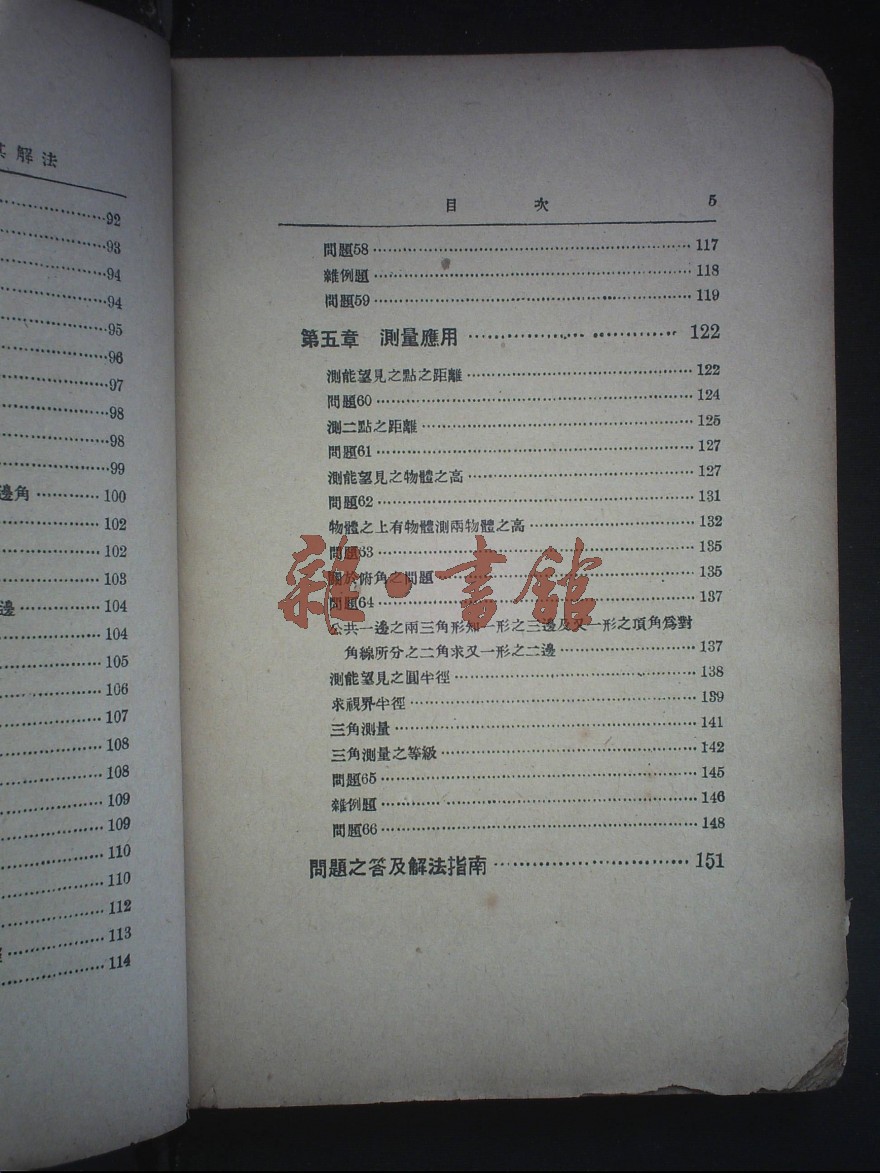 其解法
92
93
94
94
95
96
97
98
98
99
邊角 100
102
102
103
邊 104
104
105
106
107
108
108
109
109
110
110
112
113
114
目 次 5
問題58 117
雜例題 118
問題59 119
第五章 測量應用 122
測能望見之點之距離 122
問題60 124
測二點之距離 125
問題61 127
測能望見之物體之高 127
問題62 131
物體之上有物體測兩物體之高 132
問題63 135
關於俯角之問題 135
問題64 137
公共一邊之兩三角形知一形之三邊及又一形之頂角爲對
角線所分之二角求又一形之二邊 137
測能望見之圓半徑 138
求視界半徑 139
三角測量 141
三角測量之等級 142
問題65 145
雜例題 146
問題66 148
問題之答及解法指南 151
雜·書館